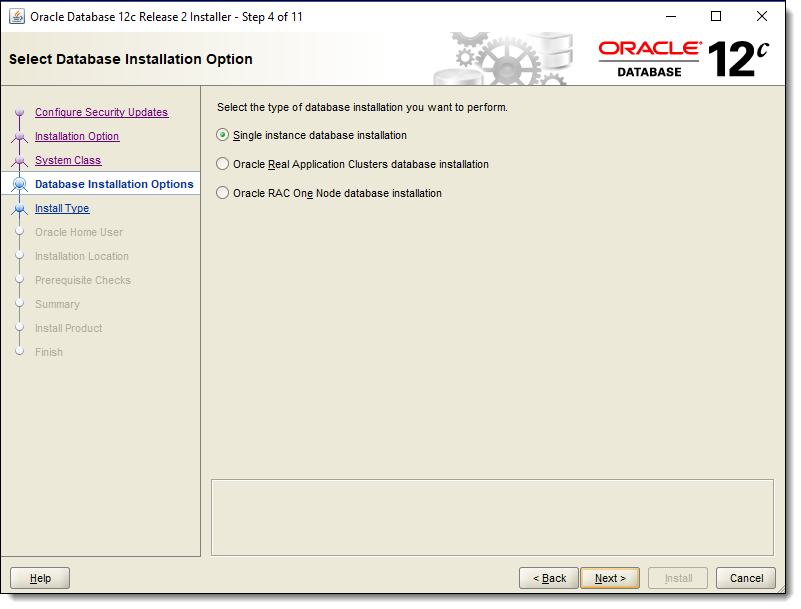 Oracle Database 12c Release 2 Installer - Step 4 of 11
Select Database Installation Option
ORACLE
DATABASE
12c
Configure Security Updates
Installation Option
System Class
Database Installation Options
Install Type
Oracle Home User
Installation Location
Prerequisite Checks
Summary
Install Product
Finish
Select the type of database installation you want to perform.
Single instance database installation
Oracle Real Application Clusters database installation
Oracle RAC One Node database installation
Help
< Back
Next >
Install
Cancel